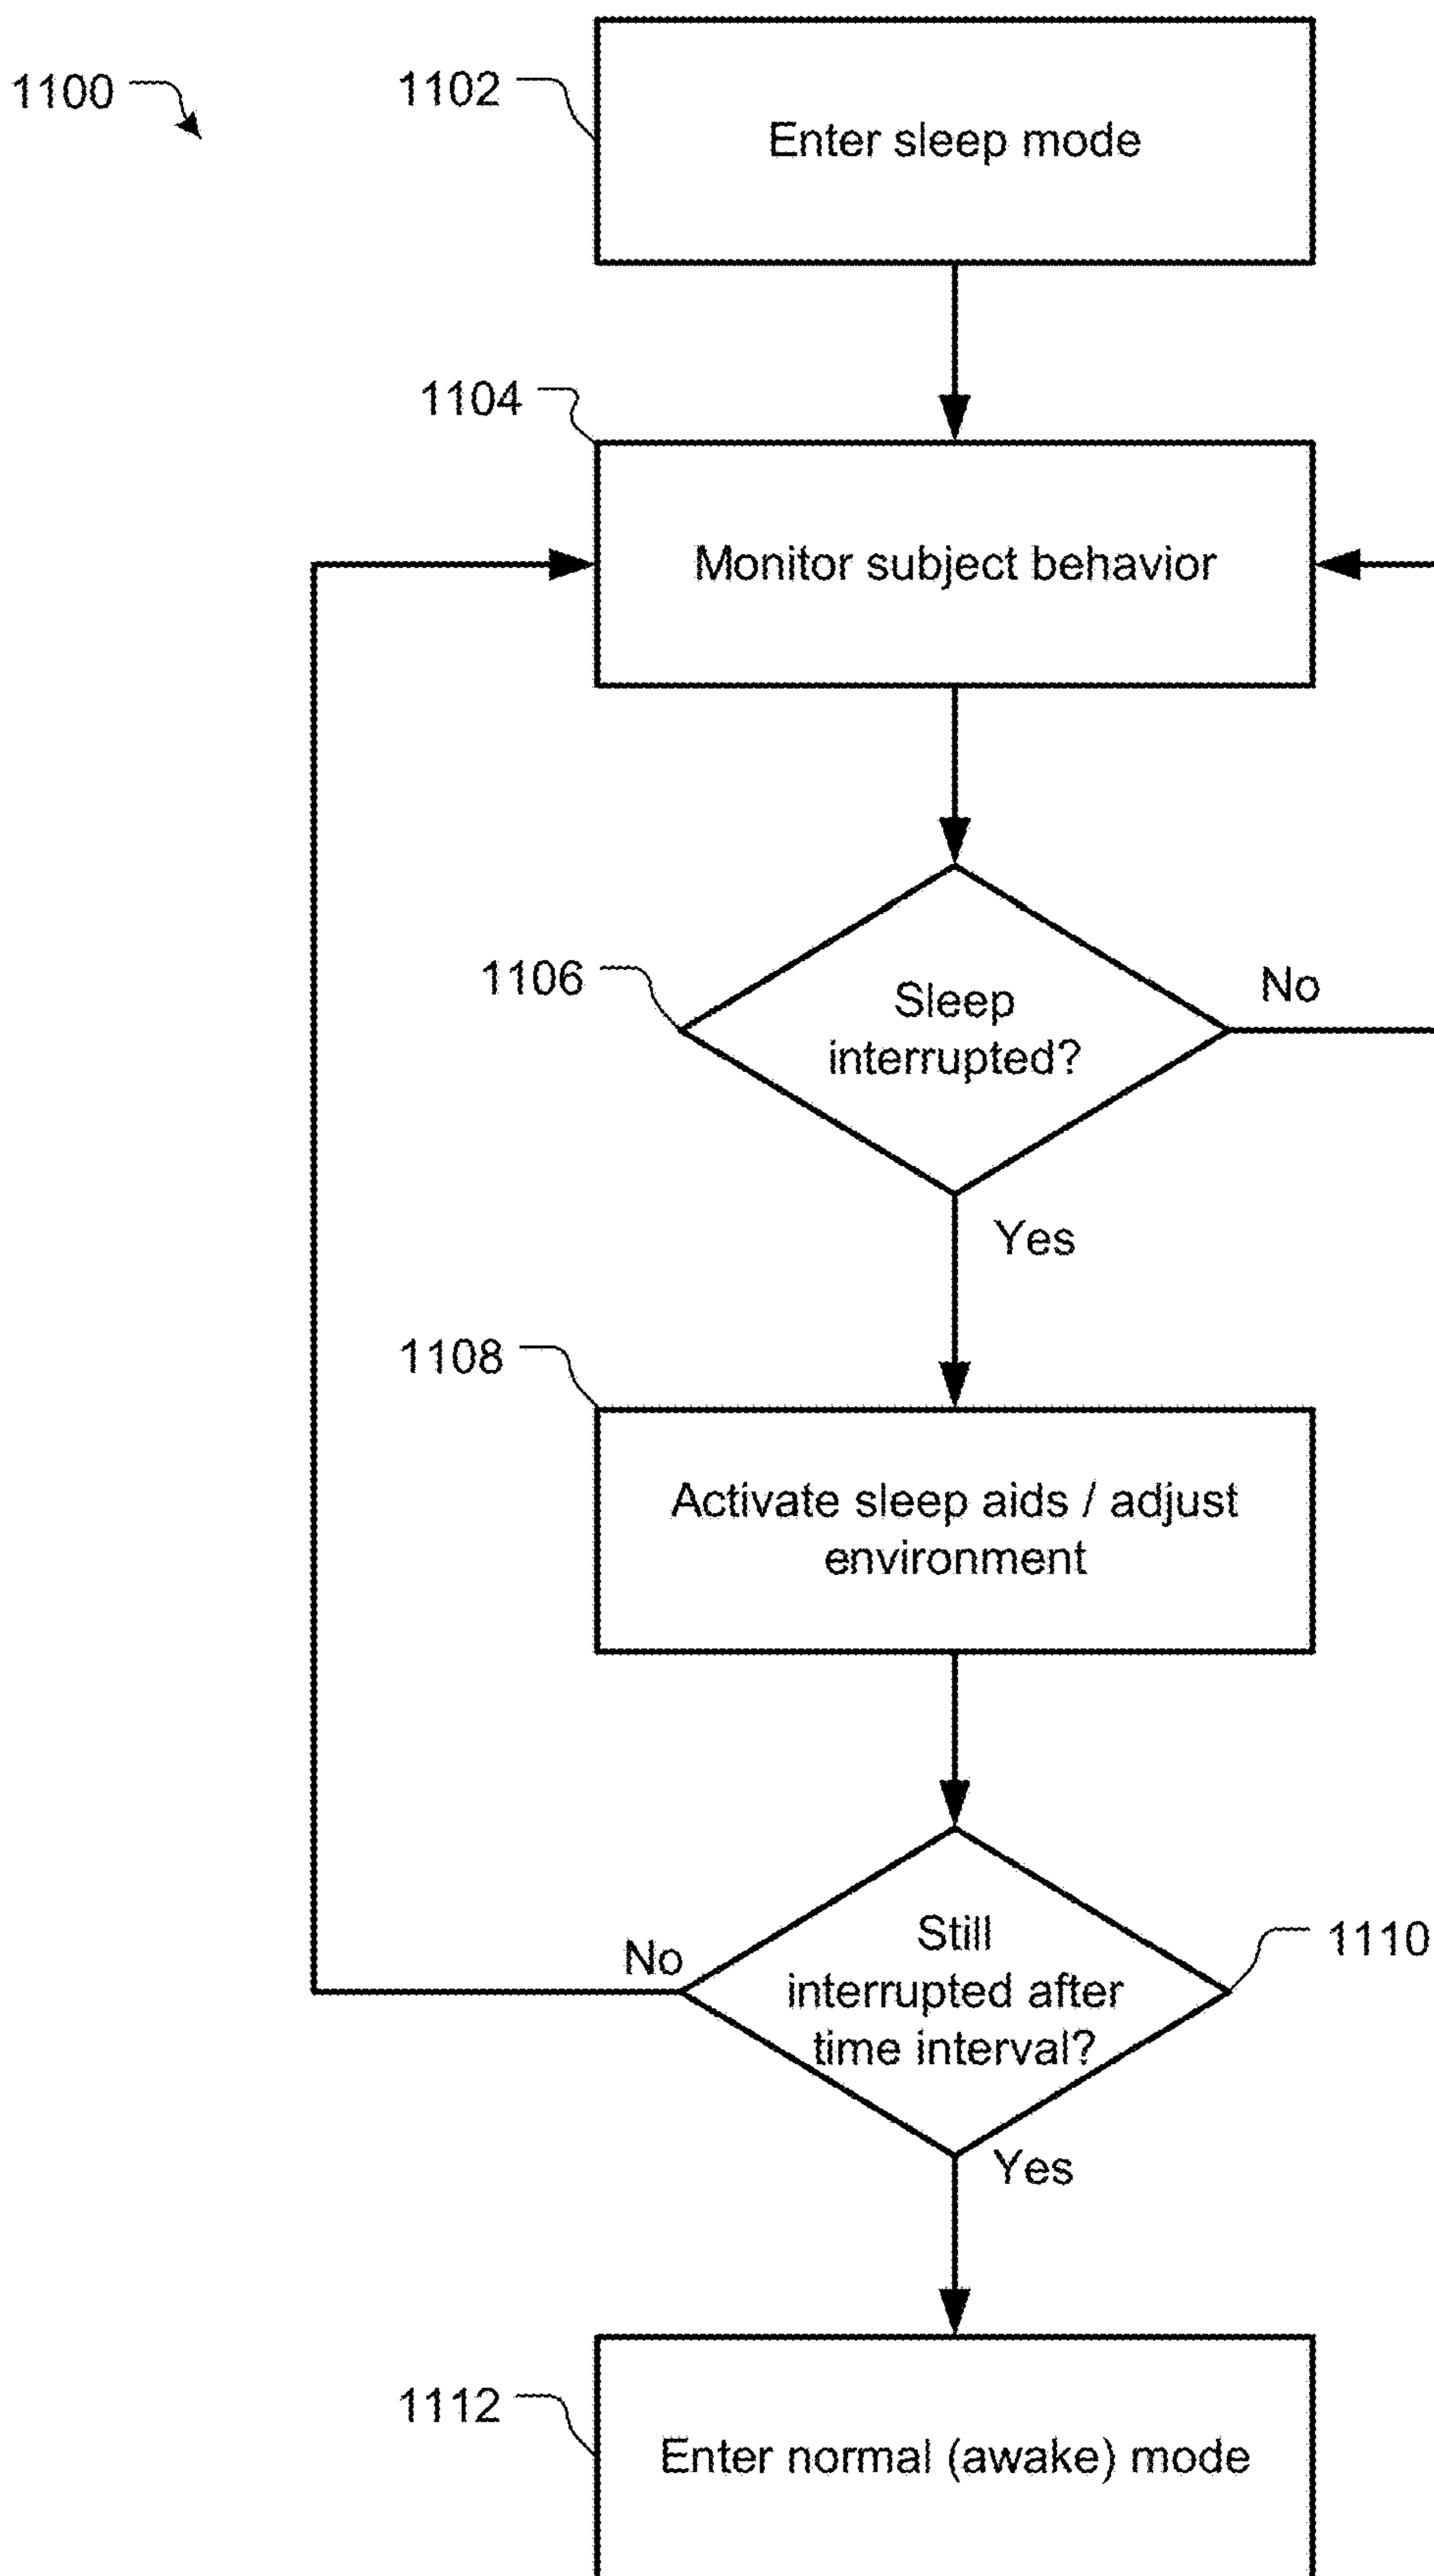 1100
1102
Enter sleep mode
1104
Monitor subject behavior
1106
Sleep
interrupted?
No
Yes
1108
Activate sleep aids / adjust
environment
No
Still
interrupted after
time interval?
1110
Yes
1112
Enter normal (awake) mode